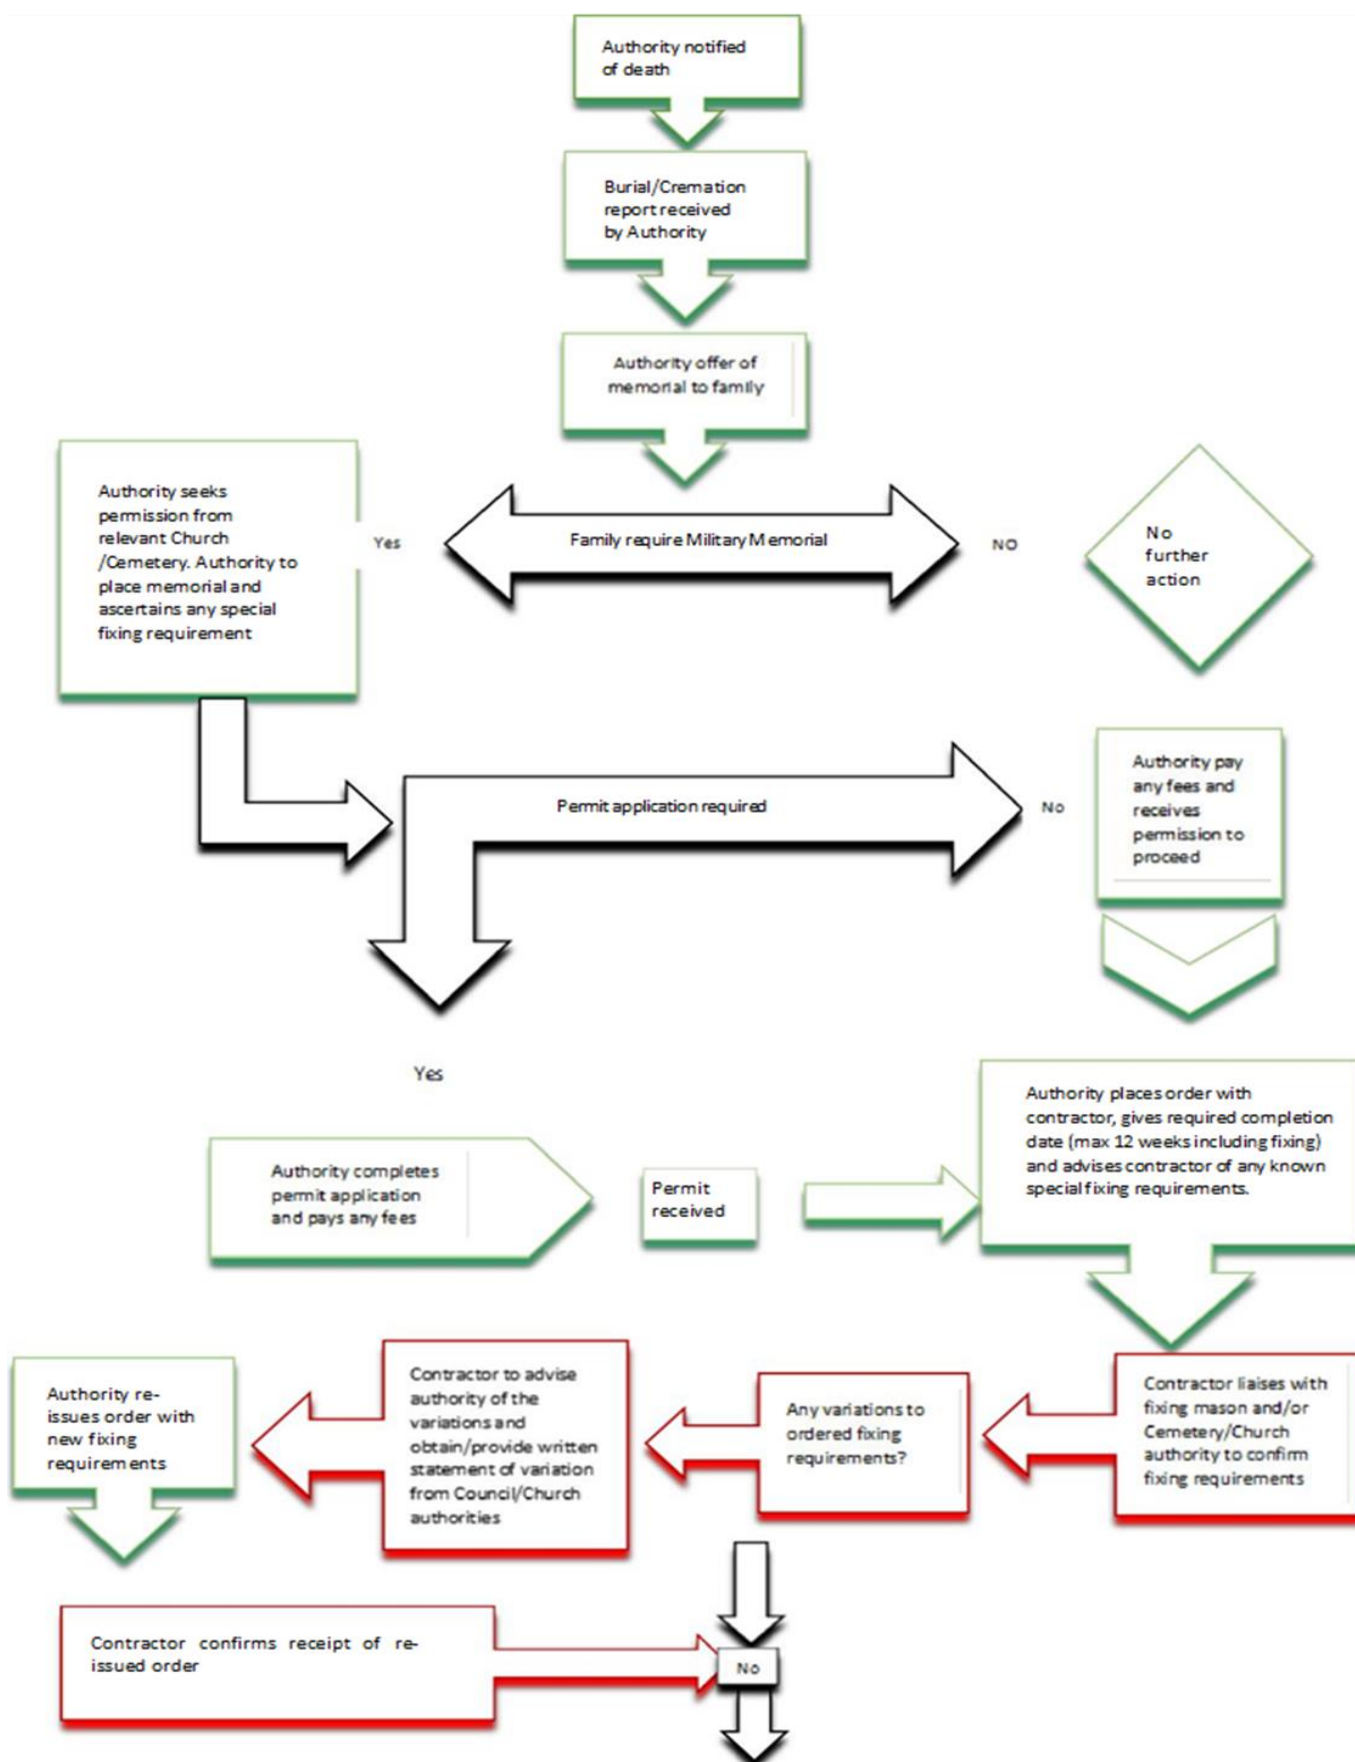 Authority notified
of death
Burial/Cremation
report received
by Authority
Authority offer of
memorial to family
Authority seeks
permission from
relevant Church
/Cemetery. Authority to
place memorial and
ascertains any special
fixing requirement
Yes
Family require Military Memorial
NO
No
further
action
Permit application required
No
Authority pay
any fees and
receives
permission to
proceed
Yes
Authority completes
permit application
and pays any fees
Permit
received
Authority places order with
contractor, gives required completion
date (max 12 weeks including fixing)
and advises contractor of any known
special fixing requirements.
Contractor liaises with
fixing mason and/or
Cemetery/Church
authority to confirm
fixing requirements
Any variations to
ordered fixing
requirements?
Contractor to advise
authority of the
variations and
obtain/provide written
statement of variation
from Council/Church
authorities
Authority re-
issues order with
new fixing
requirements
Contractor confirms receipt of re-
issued order
No